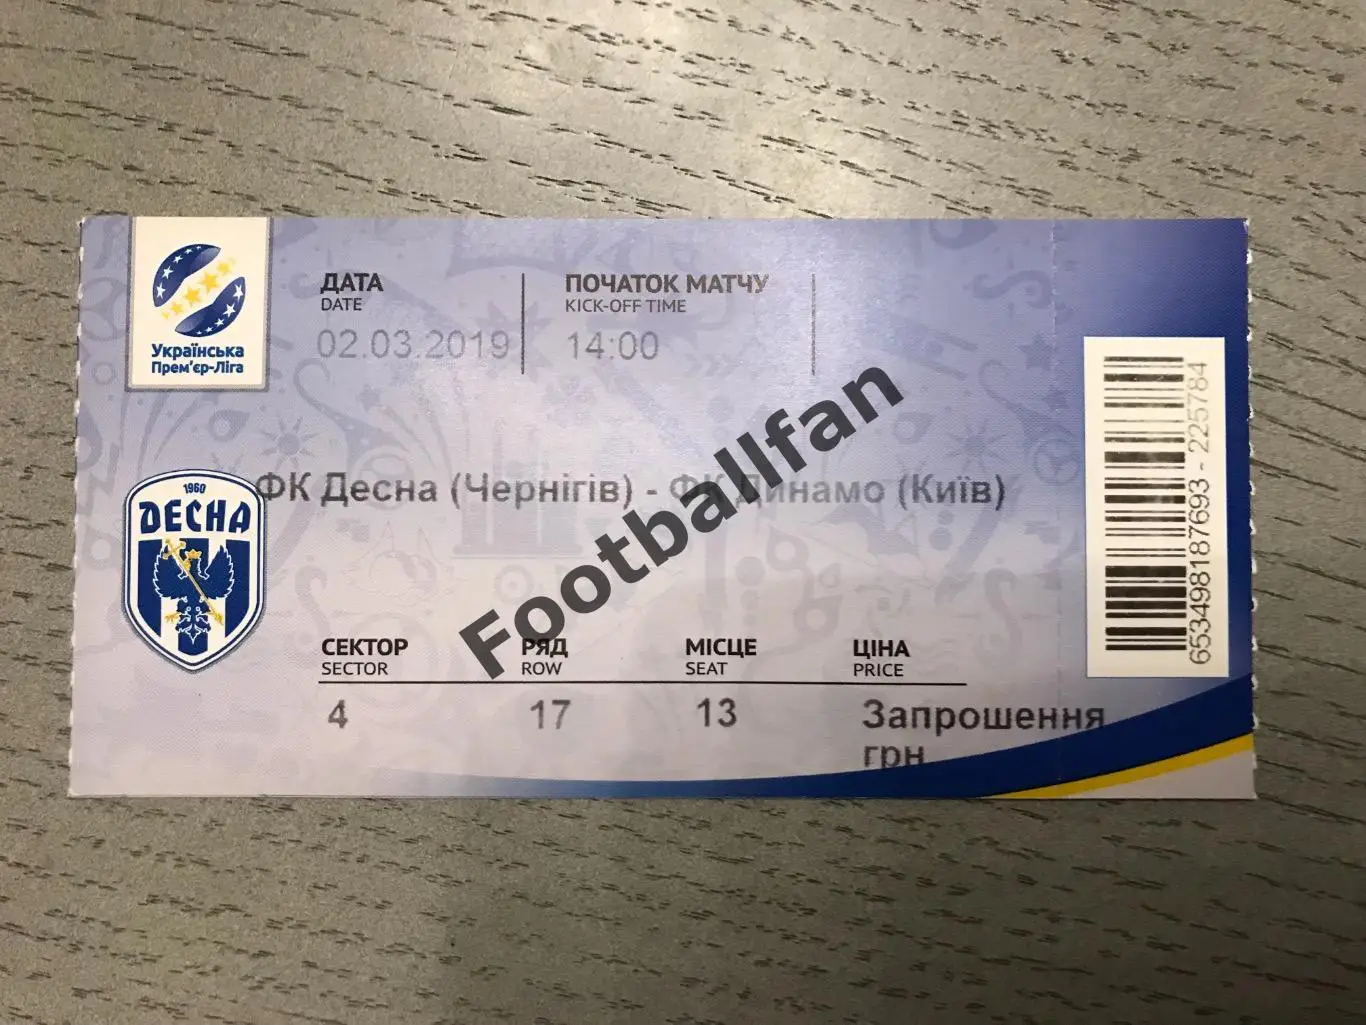 Українська
Прем'єр-Ліга
ДАТА
DATE
02.03.2019
ПОЧАТОК МАТЧУ
KICK-OFF TIME
14:00
1960
ДЕСНА
ФК Десна (Чернігів) - ФК Динамо (Київ)
Footballfan
СЕКТОР
SECTOR
4
РЯД
ROW
17
МІСЦЕ
SEAT
13
ЦІНА
PRICE
Запрошення
грн
653498187693 - 225784